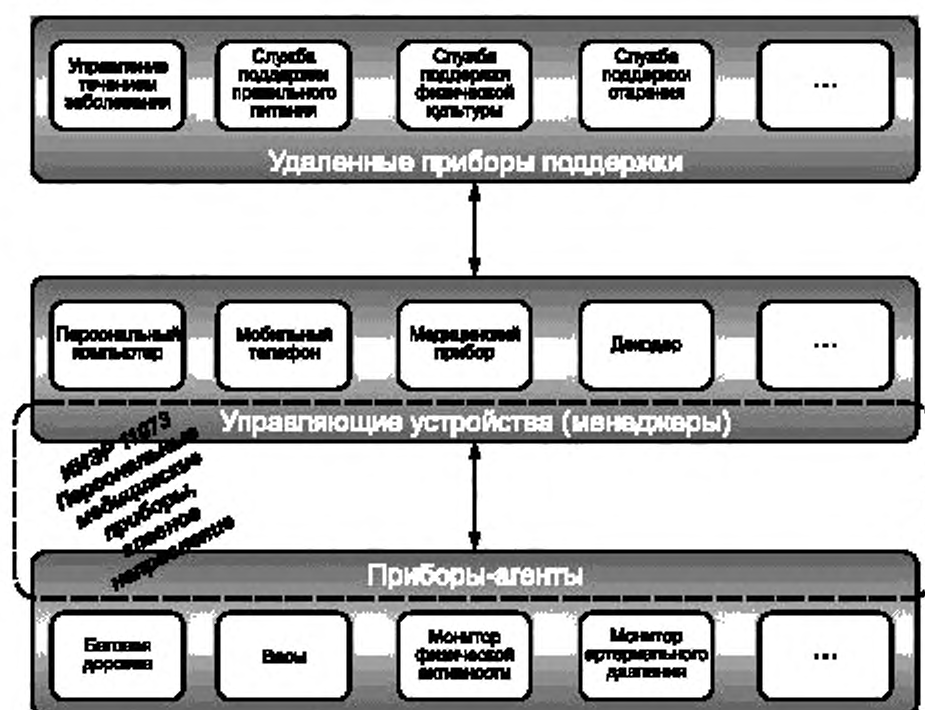 Управление
течением
заболевания
Служба
поддержки
правильного
питания
Служба
поддержки
физической
культуры
Служба
поддержки
старения
...
Удаленные приборы поддержки
Персональный
компьютер
Мобильный
телефон
Медицинский
прибор
Декодер
...
Управляющие устройства (менеджеры)
11073
Персональные
медицинские
приборы,
направление
Приборы-агенты
Беговая
дорожка
Весы
Монитор
физической
активности
Монитор
артериального
давления
...